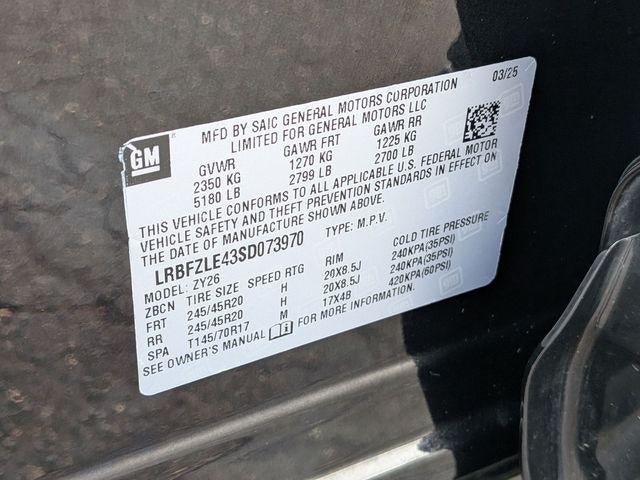 03/25
GM
MFD BY SAIC GENERAL MOTORS CORPORATION
LIMITED FOR GENERAL MOTORS LLC
GVWR GAWR FRT GAWR RR
2350 KG 1270 KG 1225 KG
5180 LB 2799 LB 2700 LB
THIS VEHICLE CONFORMS TO ALL APPLICABLE U.S. FEDERAL MOTOR
VEHICLE SAFETY AND THEFT PREVENTION STANDARDS IN EFFECT ON
THE DATE OF MANUFACTURE SHOWN ABOVE.
LRBFZLE43SD073970 TYPE: M.P.V.
MODEL: ZY26
ZBCN TIRE SIZE SPEED RTG RIM COLD TIRE PRESSURE
FRT 245/45R20 H 20X8.5J 240KPA(35PSI)
RR 245/45R20 H 20X8.5J 240KPA(35PSI)
SPA T145/70R17 M 17X4B 420KPA(60PSI)
SEE OWNER'S MANUAL FOR MORE INFORMATION.